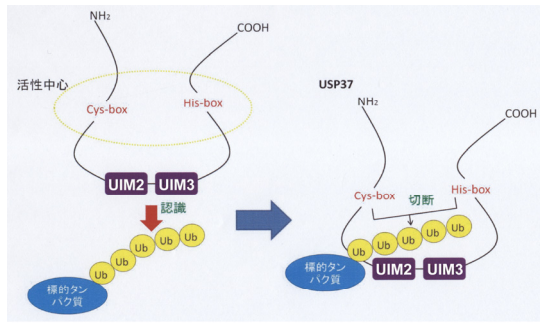 NH₂
COOH
活性中心
Cys-box
His-box
UIM2
UIM3
認識
Ub
Ub
Ub
Ub
Ub
標的タン
パク質
USP37
NH₂
COOH
Cys-box
切断
His-box
Ub
Ub
Ub
Ub
Ub
標的タン
パク質
UIM2
UIM3